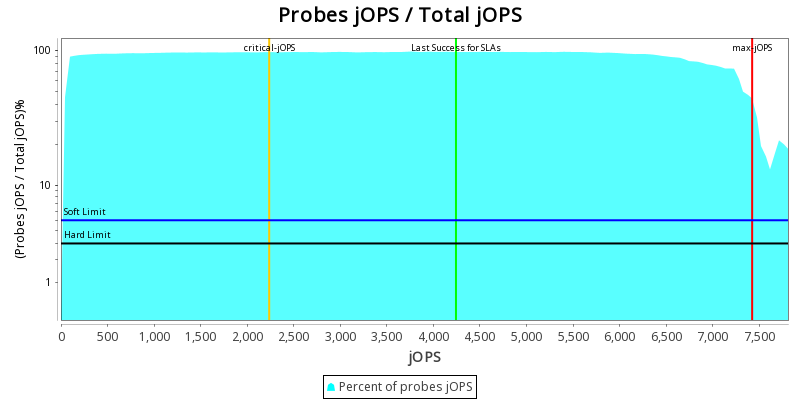 Probes jOPS / Total jOPS
(Probes jOPS / Total jOPS)%
100
10
1
critical-jOPS
Last Success for SLAs
max-jOPS
Soft Limit
Hard Limit
0 500 1,000 1,500 2,000 2,500 3,000 3,500 4,000 4,500 5,000 5,500 6,000 6,500 7,000 7,500
jOPS
Percent of probes jOPS